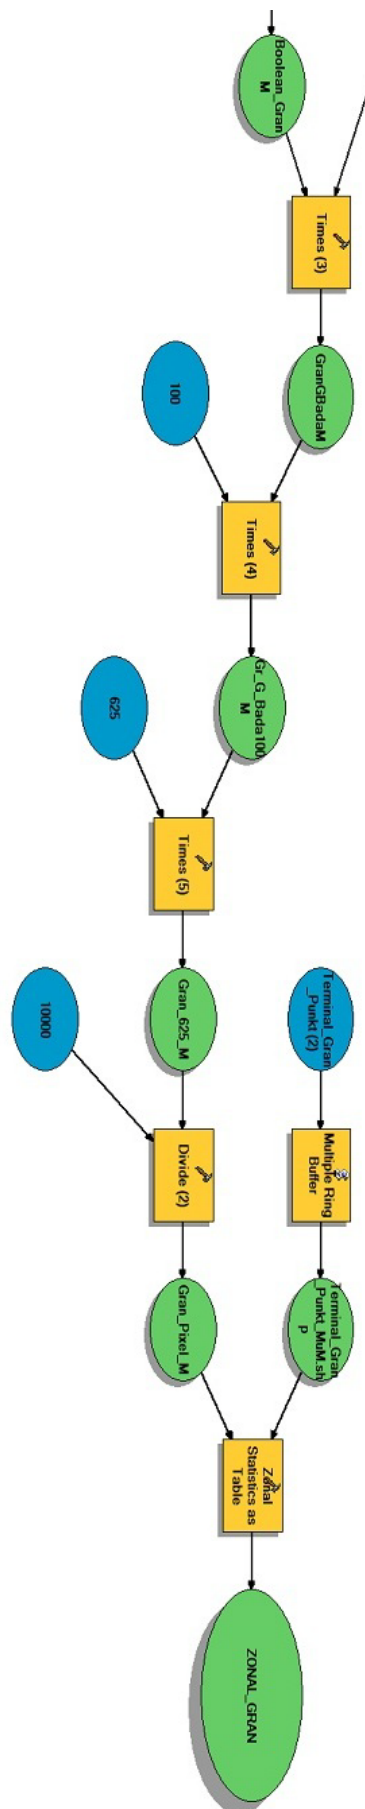 Boolean_Gran
M
Times (3)
GranGBadaM
100
Times (4)
Gr_G_Bada100
M
625
Times (5)
Gran_625_M
10000
Terminal_Gran
_Punkt (2)
Divide (2)
Multiple Ring
Buffer
Gran_Pixel_M
Terminal_Gran
_Punkt_MuM.sh
p
Zonal
Statistics as
Table
ZONAL_GRAN